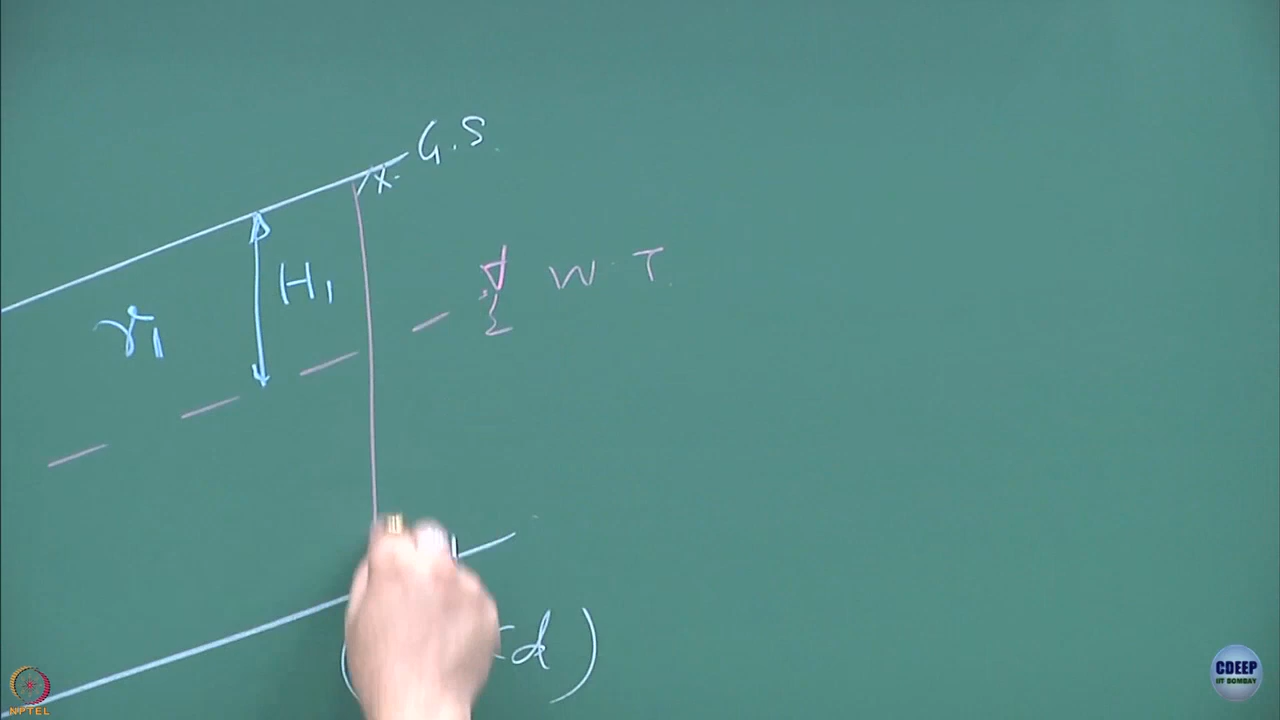 G.S.
X.
H₁
γ₁
W.T.
)
NPTEL
CDEEP
IIT BOMBAY